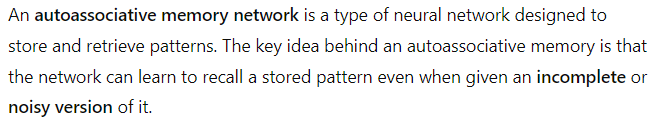 An autoassociative memory network is a type of neural network designed to
store and retrieve patterns. The key idea behind an autoassociative memory is that
the network can learn to recall a stored pattern even when given an incomplete or
noisy version of it.